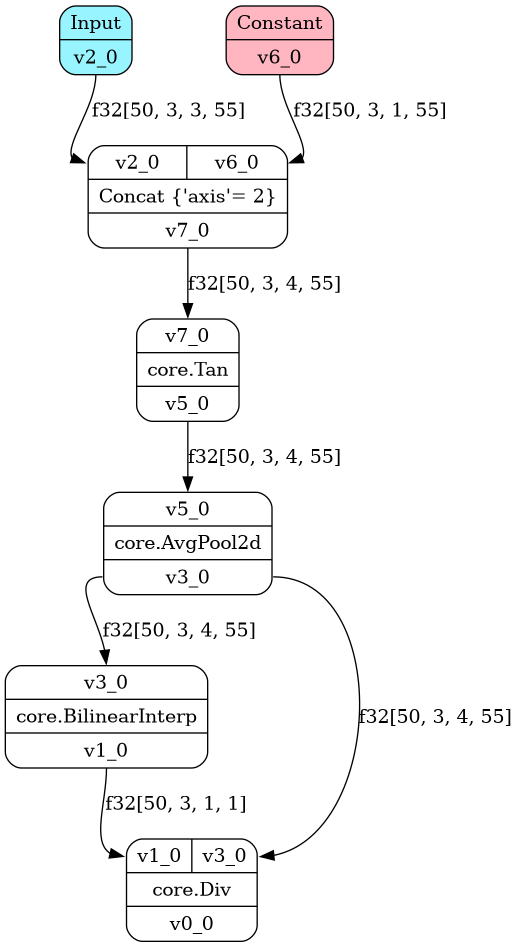 Input
v2_0
Constant
v6_0
f32[50, 3, 3, 55]
f32[50, 3, 1, 55]
v2_0
v6_0
Concat {'axis'= 2}
v7_0
f32[50, 3, 4, 55]
v7_0
core.Tan
v5_0
f32[50, 3, 4, 55]
v5_0
core.AvgPool2d
v3_0
f32[50, 3, 4, 55]
v3_0
core.BilinearInterp
v1_0
f32[50, 3, 4, 55]
f32[50, 3, 1, 1]
v1_0
v3_0
core.Div
v0_0